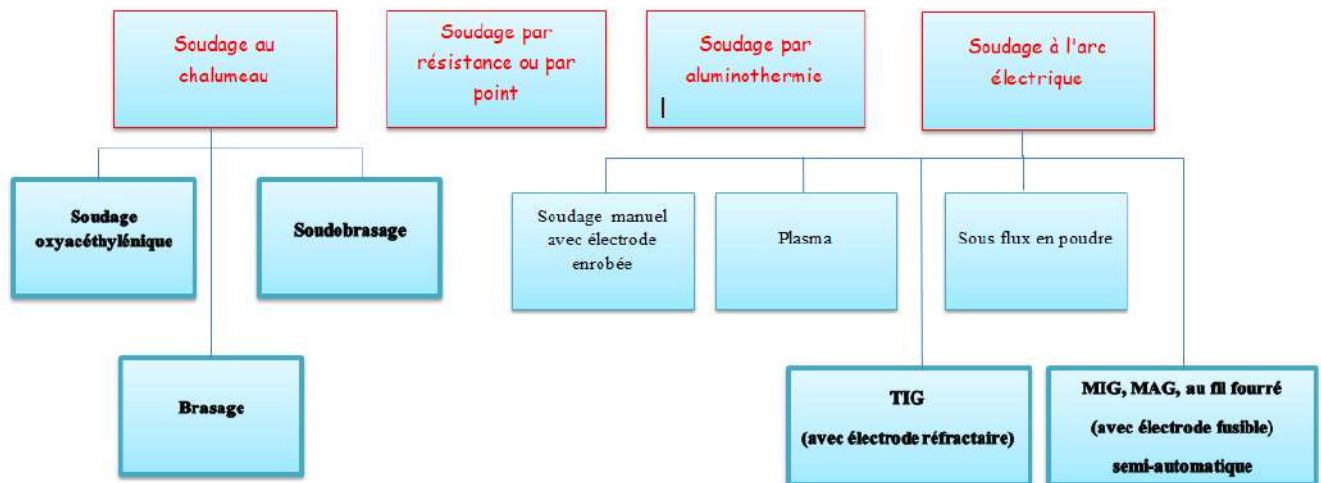 Soudage au
chalumeau
Soudage par
résistance ou par
point
Soudage par
aluminothermie
Soudage à l'arc
électrique
Soudage
oxyacéthylénique
Soudobrasage
Soudage manuel
avec électrode
enrobée
Plasma
Sous flux en poudre
Brasage
TIG
(avec électrode réfractaire)
MIG, MAG, au fil fourré
(avec électrode fusible)
semi-automatique